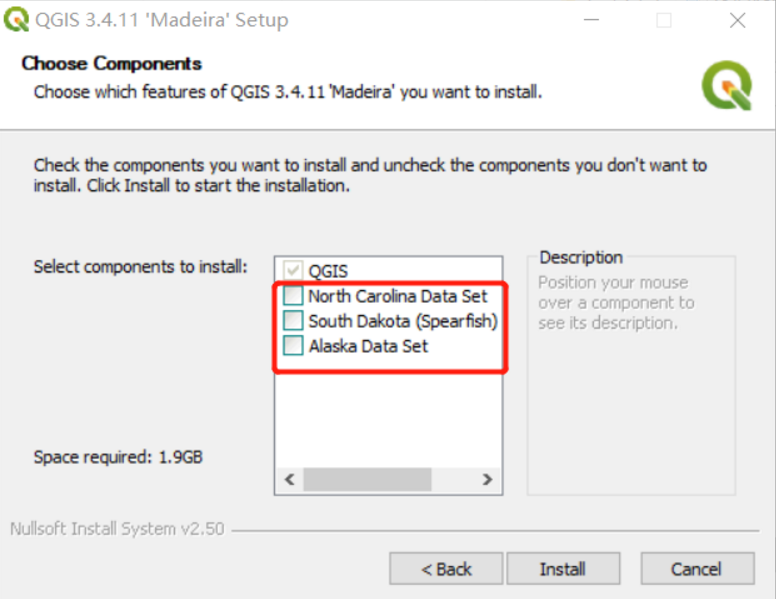 QGIS 3.4.11 'Madeira' Setup
Choose Components
Choose which features of QGIS 3.4.11 'Madeira' you want to install.
Check the components you want to install and uncheck the components you don't want to
install. Click Install to start the installation.
Select components to install:
QGIS
North Carolina Data Set
South Dakota (Spearfish)
Alaska Data Set
Description
Position your mouse
over a component to
see its description.
Space required: 1.9GB
Nullsoft Install System v2.50
< Back
Install
Cancel